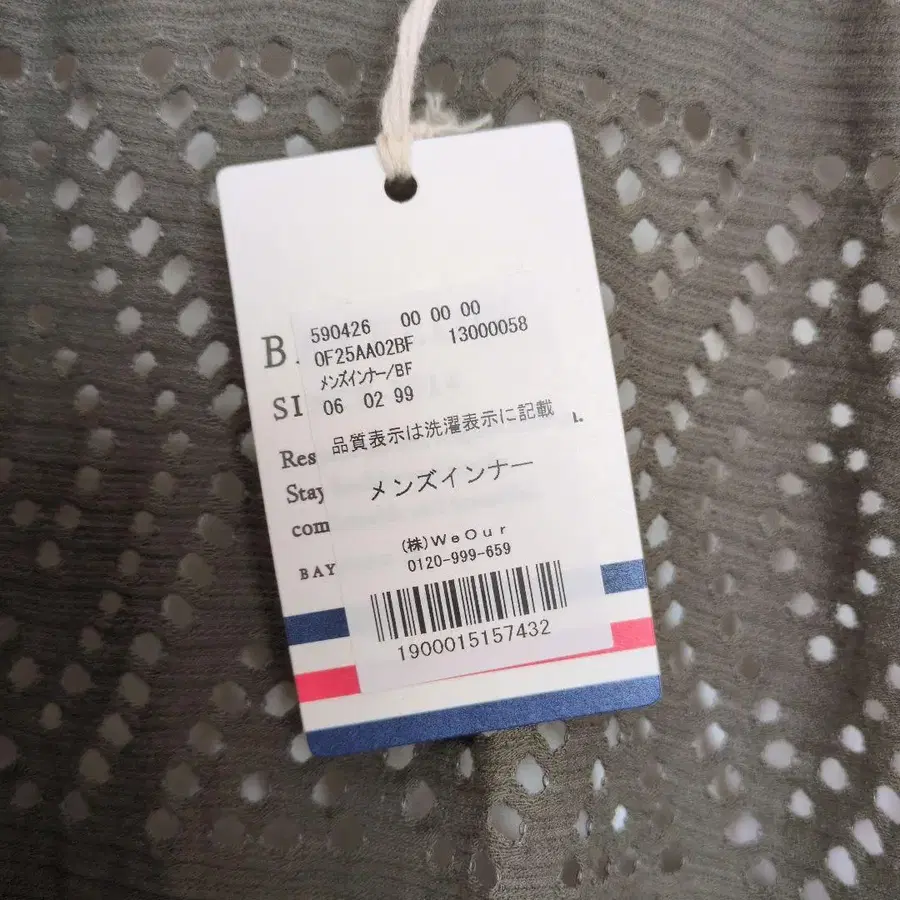 590426 00 00 00
0F25AA02BF 13000058
ﾒﾝｽﾞｲﾝﾅｰ/BF
06 02 99
品質表示は洗濯表示に記載
メンズインナー
(株)WeOur
0120-999-659
1900015157432
B.
SI
Res
Stay
com
BAY